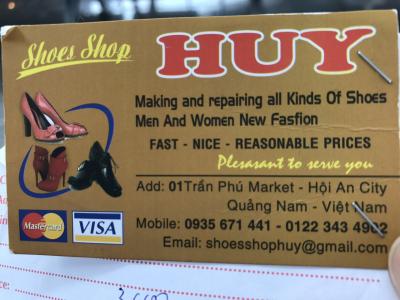 Shoes Shop HUY
Making and repairing all Kinds Of Shoes
Men And Women New Fasfion
FAST - NICE - REASONABLE PRICES
Plesasant to serve you
Add: 01Trần Phú Market - Hội An City
Quảng Nam - Việt Nam
Mobile: 0935 671 441 - 0122 343 4902
Email: shoesshophuy@gmail.com
MasterCard VISA